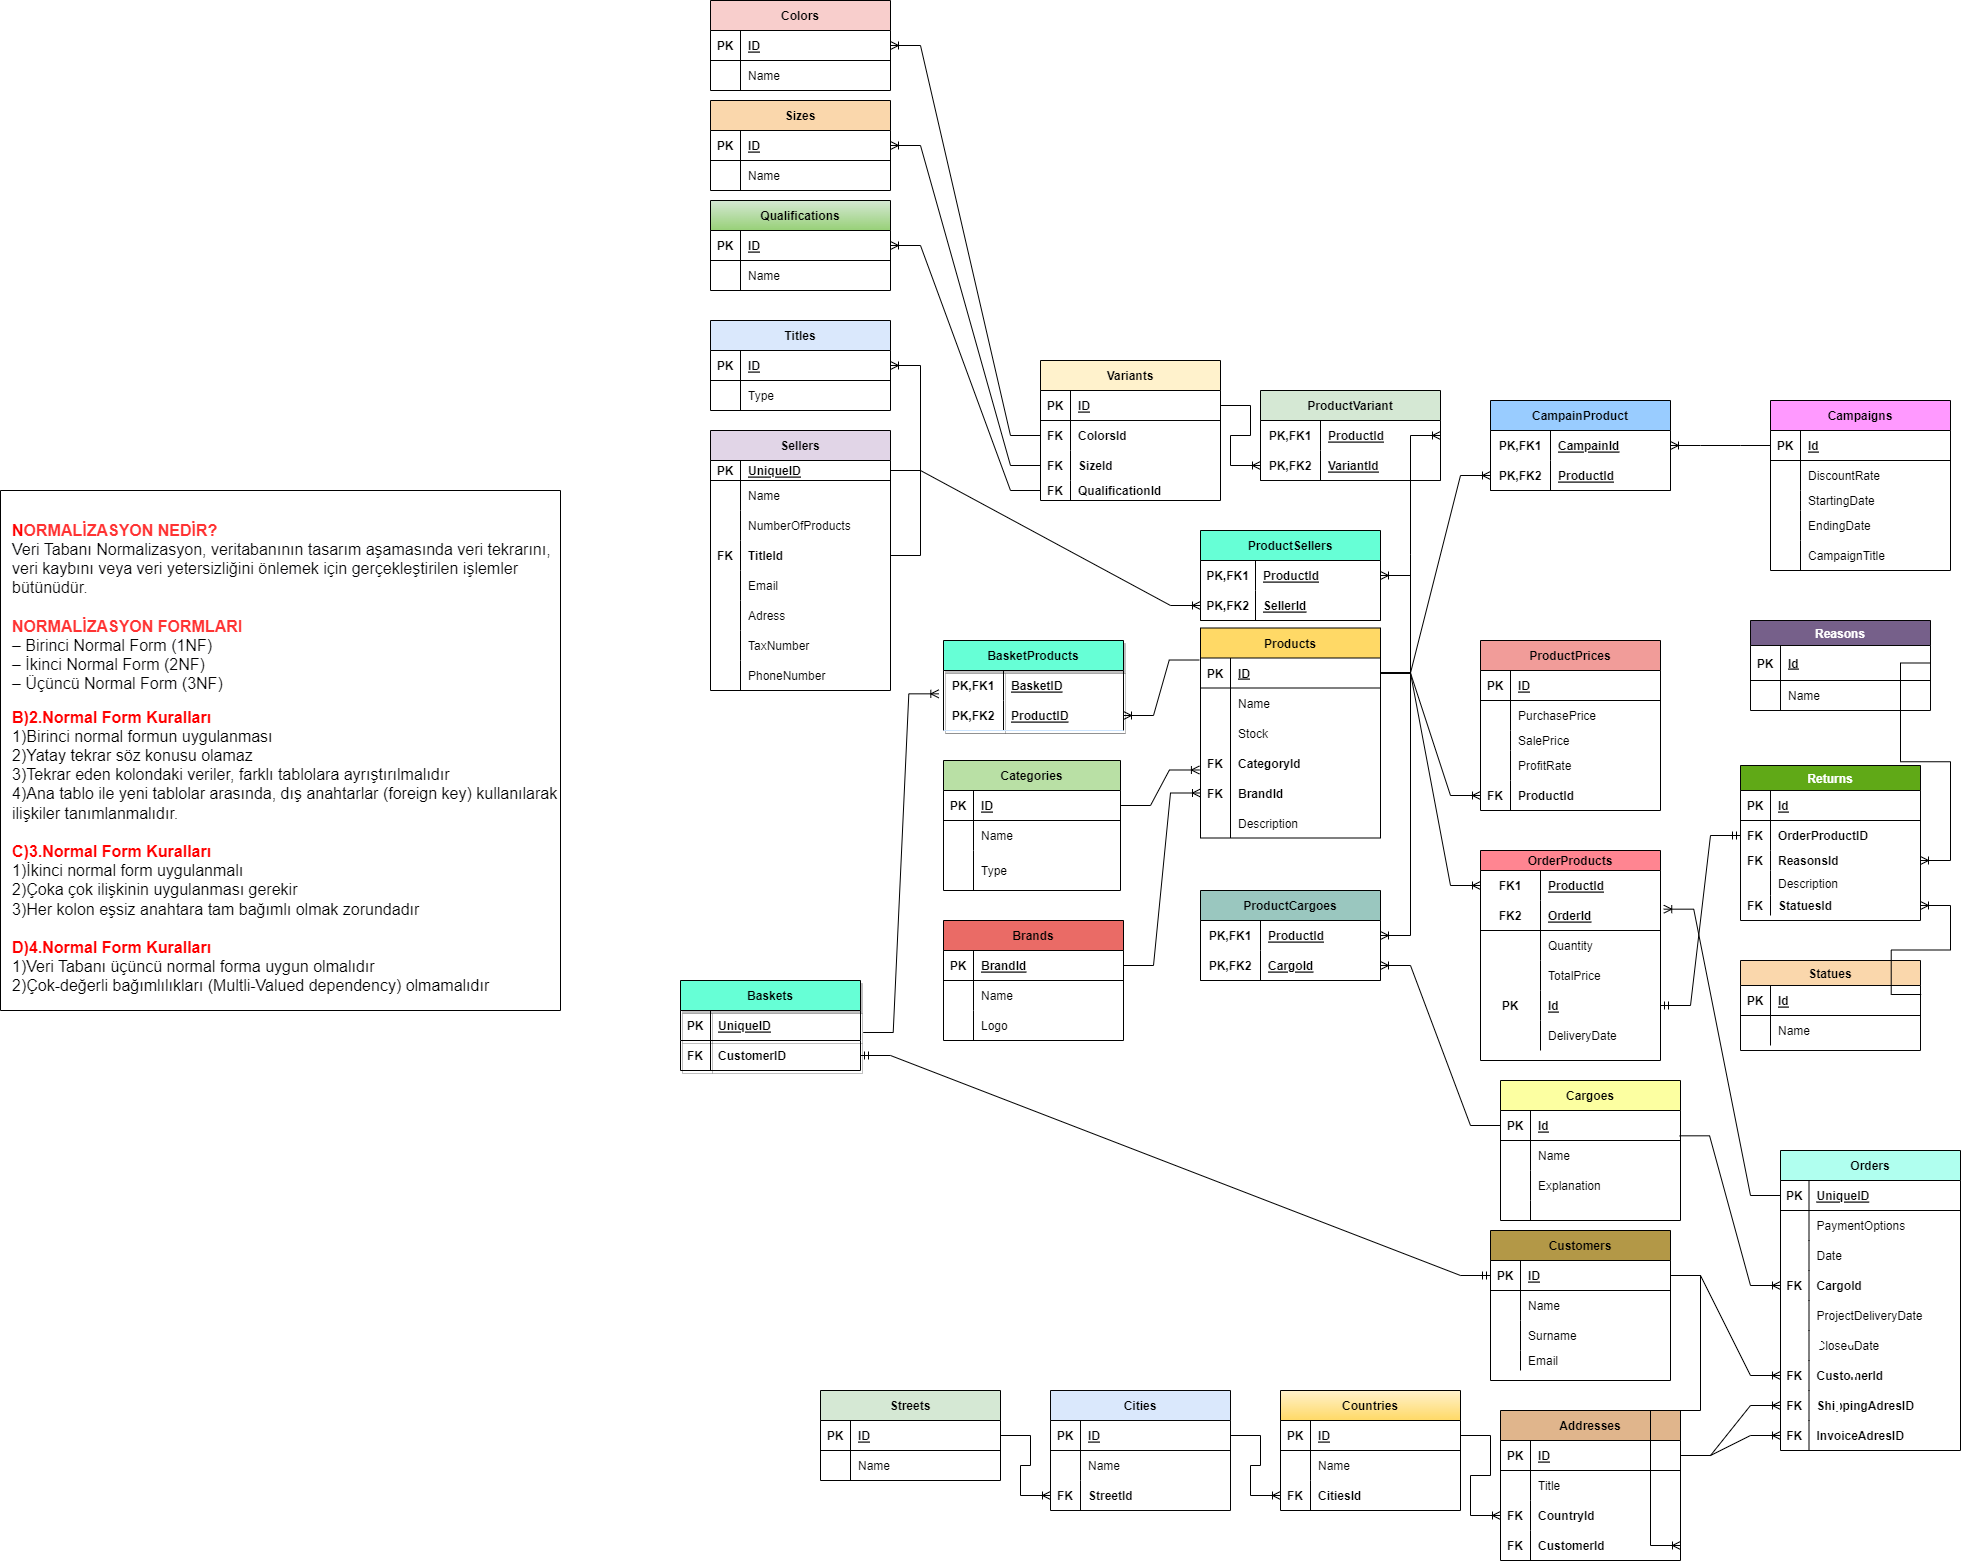 Colors
PK ID
Name
Sizes
PK ID
Name
Qualifications
PK ID
Name
Titles
PK ID
Type
Sellers
PK UniqueID
Name
NumberOfProducts
FK TitleId
Email
Adress
TaxNumber
PhoneNumber
NORMALİZASYON NEDİR?
Veri Tabanı Normalizasyon, veritabanının tasarım aşamasında veri tekrarını,
veri kaybını veya veri yetersizliğini önlemek için gerçekleştirilen işlemler
bütünüdür.
NORMALİZASYON FORMLARI
– Birinci Normal Form (1NF)
– İkinci Normal Form (2NF)
– Üçüncü Normal Form (3NF)
B)2.Normal Form Kuralları
1)Birinci normal formun uygulanması
2)Yatay tekrar söz konusu olamaz
3)Tekrar eden kolondaki veriler, farklı tablolara ayrıştırılmalıdır
4)Ana tablo ile yeni tablolar arasında, dış anahtarlar (foreign key) kullanılarak
ilişkiler tanımlanmalıdır.
C)3.Normal Form Kuralları
1)İkinci normal form uygulanmalı
2)Çoka çok ilişkinin uygulanması gerekir
3)Her kolon eşsiz anahtara tam bağımlı olmak zorundadır
D)4.Normal Form Kuralları
1)Veri Tabanı üçüncü normal forma uygun olmalıdır
2)Çok-değerli bağımlılıkları (Multli-Valued dependency) olmamalıdır
Variants
PK ID
FK ColorsId
FK SizeId
FK QualificationId
ProductVariant
PK,FK1 ProductId
PK,FK2 VariantId
CampainProduct
PK,FK1 CampainId
PK,FK2 ProductId
Campaigns
PK Id
DiscountRate
StartingDate
EndingDate
CampaignTitle
ProductSellers
PK,FK1 ProductId
PK,FK2 SellerId
BasketProducts
PK,FK1 BasketID
PK,FK2 ProductID
Products
PK ID
Name
Stock
FK CategoryId
FK BrandId
Description
ProductPrices
PK ID
PurchasePrice
SalePrice
ProfitRate
FK ProductId
Reasons
PK Id
Name
Categories
PK ID
Name
Type
Returns
PK Id
FK OrderProductID
FK ReasonsId
Description
FK StatuesId
OrderProducts
FK1 ProductId
FK2 OrderId
Quantity
TotalPrice
PK Id
DeliveryDate
ProductCargoes
PK,FK1 ProductId
PK,FK2 CargoId
Brands
PK BrandId
Name
Logo
Statues
PK Id
Name
Baskets
PK UniqueID
FK CustomerID
Cargoes
PK Id
Name
Explanation
Orders
PK UniqueID
PaymentOptions
Date
FK CargoId
ProjectDeliveryDate
ClosedDate
FK CustomerId
FK ShippingAdresID
FK InvoiceAdresID
Customers
PK ID
Name
Surname
Email
Streets
PK ID
Name
Cities
PK ID
Name
FK StreetId
Countries
PK ID
Name
FK CitiesId
Addresses
PK ID
Title
FK CountryId
FK CustomerId